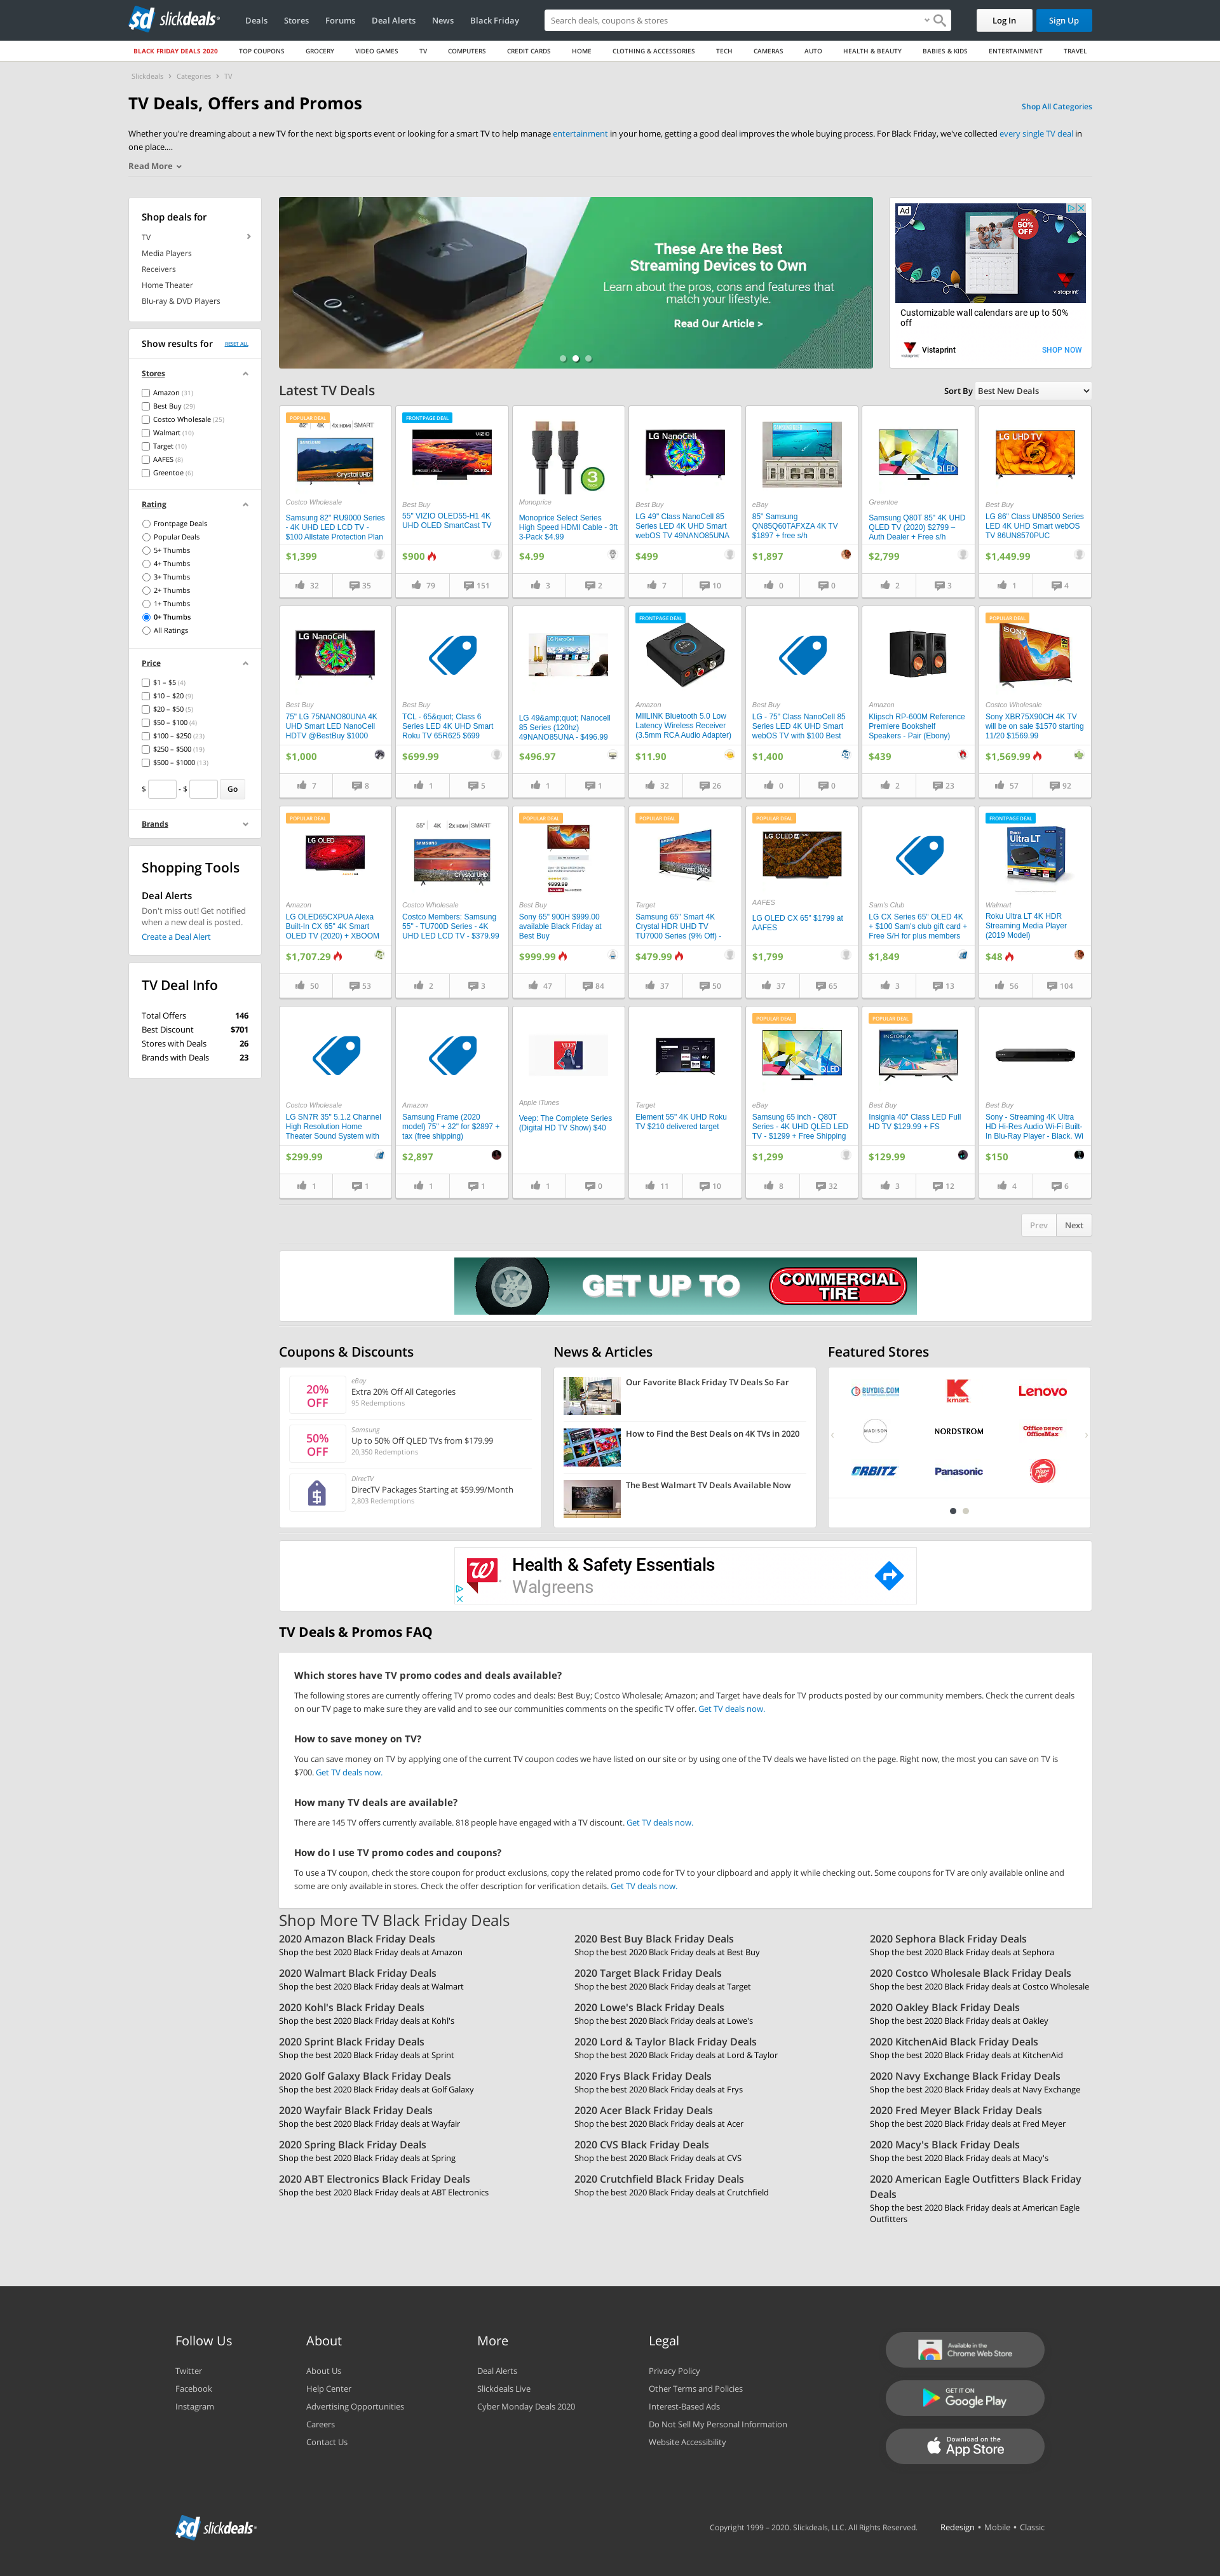 slickdeals
Deals Stores Forums Deal Alerts News Black Friday
Search deals, coupons & stores
Log In
Sign Up
BLACK FRIDAY DEALS 2020 TOP COUPONS GROCERY VIDEO GAMES TV COMPUTERS CREDIT CARDS HOME CLOTHING & ACCESSORIES TECH CAMERAS AUTO HEALTH & BEAUTY BABIES & KIDS ENTERTAINMENT TRAVEL
Slickdeals › Categories › TV
TV Deals, Offers and Promos
Shop All Categories
Whether you're dreaming about a new TV for the next big sports event or looking for a smart TV to help manage entertainment in your home, getting a good deal improves the whole buying process. For Black Friday, we've collected every single TV deal in
one place....
Read More
Shop deals for
TV
Media Players
Receivers
Home Theater
Blu-ray & DVD Players
Show results for
RESET ALL
Stores
Amazon (31)
Best Buy (29)
Costco Wholesale (25)
Walmart (10)
Target (10)
AAFES (8)
Greentoe (6)
Rating
Frontpage Deals
Popular Deals
5+ Thumbs
4+ Thumbs
3+ Thumbs
2+ Thumbs
1+ Thumbs
0+ Thumbs
All Ratings
Price
$1 – $5 (4)
$10 – $20 (9)
$20 – $50 (5)
$50 – $100 (4)
$100 – $250 (23)
$250 – $500 (19)
$500 – $1000 (13)
$ - $ Go
Brands
Shopping Tools
Deal Alerts
Don't miss out! Get notified
when a new deal is posted.
Create a Deal Alert
TV Deal Info
Total Offers 146
Best Discount $701
Stores with Deals 26
Brands with Deals 23
These Are the Best
Streaming Devices to Own
Learn about the pros, cons and features that
match your lifestyle.
Read Our Article >
Ad
UP TO
50%
OFF
Customizable wall calendars are up to 50%
off
Vistaprint
SHOP NOW
Latest TV Deals
Sort By Best New Deals
POPULAR DEAL
82" 4K 4x HDMI SMART
SAMSUNG
Crystal UHD
Costco Wholesale
Samsung 82" RU9000 Series
- 4K UHD LED LCD TV -
$100 Allstate Protection Plan
$1,399
32 35
FRONTPAGE DEAL
VIZIO
Best Buy
55" VIZIO OLED55-H1 4K
UHD OLED SmartCast TV
$900
79 151
3
Monoprice
Monoprice Select Series
High Speed HDMI Cable - 3ft
3-Pack $4.99
$4.99
3 2
LG NanoCell
Best Buy
LG 49" Class NanoCell 85
Series LED 4K UHD Smart
webOS TV 49NANO85UNA
$499
7 10
eBay
85" Samsung
QN85Q60TAFXZA 4K TV
$1897 + free s/h
$1,897
0 0
QLED
Greentoe
Samsung Q80T 85" 4K UHD
QLED TV (2020) $2799 –
Auth Dealer + Free s/h
$2,799
2 3
LG UHD TV
Best Buy
LG 86" Class UN8500 Series
LED 4K UHD Smart webOS
TV 86UN8570PUC
$1,449.99
1 4
LG NanoCell
Best Buy
75" LG 75NANO80UNA 4K
UHD Smart LED NanoCell
HDTV @BestBuy $1000
$1,000
7 8
Best Buy
TCL - 65&quot; Class 6
Series LED 4K UHD Smart
Roku TV 65R625 $699
$699.99
1 5
LG NanoCell
LG 49&amp;quot; Nanocell
85 Series (120hz)
49NANO85UNA - $496.99
$496.97
1 1
FRONTPAGE DEAL
Amazon
MIILINK Bluetooth 5.0 Low
Latency Wireless Receiver
(3.5mm RCA Audio Adapter)
$11.90
32 26
Best Buy
LG - 75" Class NanoCell 85
Series LED 4K UHD Smart
webOS TV with $100 Best
$1,400
0 0
Amazon
Klipsch RP-600M Reference
Premiere Bookshelf
Speakers - Pair (Ebony)
$439
2 23
POPULAR DEAL
SONY
Costco Wholesale
Sony XBR75X90CH 4K TV
will be on sale $1570 starting
11/20 $1569.99
$1,569.99
57 92
POPULAR DEAL
LG OLED
Amazon
LG OLED65CXPUA Alexa
Built-In CX 65" 4K Smart
OLED TV (2020) + XBOOM
$1,707.29
50 53
55" 4K 2x HDMI SMART
SAMSUNG
Crystal UHD
Costco Wholesale
Costco Members: Samsung
55" - TU700D Series - 4K
UHD LED LCD TV - $379.99
2 3
POPULAR DEAL
$999.99
Best Buy
Sony 65" 900H $999.00
available Black Friday at
Best Buy
$999.99
47 84
POPULAR DEAL
Target
Samsung 65" Smart 4K
Crystal HDR UHD TV
TU7000 Series (9% Off) -
$479.99
37 50
POPULAR DEAL
LG OLED
AAFES
LG OLED CX 65" $1799 at
AAFES
$1,799
37 65
Sam's Club
LG CX Series 65" OLED 4K
+ $100 Sam's club gift card +
Free S/H for plus members
$1,849
3 13
FRONTPAGE DEAL
Ultra LT
Walmart
Roku Ultra LT 4K HDR
Streaming Media Player
(2019 Model)
$48
56 104
Costco Wholesale
LG SN7R 35" 5.1.2 Channel
High Resolution Home
Theater Sound System with
$299.99
1 1
Amazon
Samsung Frame (2020
model) 75" + 32" for $2897 +
tax (free shipping)
$2,897
1 1
VEEP
Apple iTunes
Veep: The Complete Series
(Digital HD TV Show) $40
1 0
Target
Element 55" 4K UHD Roku
TV $210 delivered target
11 10
POPULAR DEAL
QLED
eBay
Samsung 65 inch - Q80T
Series - 4K UHD QLED LED
TV - $1299 + Free Shipping
$1,299
8 32
POPULAR DEAL
INSIGNIA
Best Buy
Insignia 40" Class LED Full
HD TV $129.99 + FS
$129.99
3 12
Best Buy
Sony - Streaming 4K Ultra
HD Hi-Res Audio Wi-Fi Built-
In Blu-Ray Player - Black. Wi
$150
4 6
Prev Next
GET UP TO
COMMERCIAL
TIRE
Coupons & Discounts
20%
OFF
eBay
Extra 20% Off All Categories
95 Redemptions
50%
OFF
Samsung
Up to 50% Off QLED TVs from $179.99
20,350 Redemptions
DirecTV
DirecTV Packages Starting at $59.99/Month
2,803 Redemptions
News & Articles
Our Favorite Black Friday TV Deals So Far
How to Find the Best Deals on 4K TVs in 2020
The Best Walmart TV Deals Available Now
Featured Stores
BUYDIG.COM
kmart
Lenovo
MADISON
NORDSTROM
Office DEPOT
OfficeMax
ORBITZ
Panasonic
Pizza Hut
Health & Safety Essentials
Walgreens
TV Deals & Promos FAQ
Which stores have TV promo codes and deals available?
The following stores are currently offering TV promo codes and deals: Best Buy; Costco Wholesale; Amazon; and Target have deals for TV products posted by our community members. Check the current deals
on our TV page to make sure they are valid and to see our communities comments on the specific TV offer. Get TV deals now.
How to save money on TV?
You can save money on TV by applying one of the current TV coupon codes we have listed on our site or by using one of the TV deals we have listed on the page. Right now, the most you can save on TV is
$700. Get TV deals now.
How many TV deals are available?
There are 145 TV offers currently available. 818 people have engaged with a TV discount. Get TV deals now.
How do I use TV promo codes and coupons?
To use a TV coupon, check the store coupon for product exclusions, copy the related promo code for TV to your clipboard and apply it while checking out. Some coupons for TV are only available online and
some are only available in stores. Check the offer description for verification details. Get TV deals now.
Shop More TV Black Friday Deals
2020 Amazon Black Friday Deals
Shop the best 2020 Black Friday deals at Amazon
2020 Best Buy Black Friday Deals
Shop the best 2020 Black Friday deals at Best Buy
2020 Sephora Black Friday Deals
Shop the best 2020 Black Friday deals at Sephora
2020 Walmart Black Friday Deals
Shop the best 2020 Black Friday deals at Walmart
2020 Target Black Friday Deals
Shop the best 2020 Black Friday deals at Target
2020 Costco Wholesale Black Friday Deals
Shop the best 2020 Black Friday deals at Costco Wholesale
2020 Kohl's Black Friday Deals
Shop the best 2020 Black Friday deals at Kohl's
2020 Lowe's Black Friday Deals
Shop the best 2020 Black Friday deals at Lowe's
2020 Oakley Black Friday Deals
Shop the best 2020 Black Friday deals at Oakley
2020 Sprint Black Friday Deals
Shop the best 2020 Black Friday deals at Sprint
2020 Lord & Taylor Black Friday Deals
Shop the best 2020 Black Friday deals at Lord & Taylor
2020 KitchenAid Black Friday Deals
Shop the best 2020 Black Friday deals at KitchenAid
2020 Golf Galaxy Black Friday Deals
Shop the best 2020 Black Friday deals at Golf Galaxy
2020 Frys Black Friday Deals
Shop the best 2020 Black Friday deals at Frys
2020 Navy Exchange Black Friday Deals
Shop the best 2020 Black Friday deals at Navy Exchange
2020 Wayfair Black Friday Deals
Shop the best 2020 Black Friday deals at Wayfair
2020 Acer Black Friday Deals
Shop the best 2020 Black Friday deals at Acer
2020 Fred Meyer Black Friday Deals
Shop the best 2020 Black Friday deals at Fred Meyer
2020 Spring Black Friday Deals
Shop the best 2020 Black Friday deals at Spring
2020 CVS Black Friday Deals
Shop the best 2020 Black Friday deals at CVS
2020 Macy's Black Friday Deals
Shop the best 2020 Black Friday deals at Macy's
2020 ABT Electronics Black Friday Deals
Shop the best 2020 Black Friday deals at ABT Electronics
2020 Crutchfield Black Friday Deals
Shop the best 2020 Black Friday deals at Crutchfield
2020 American Eagle Outfitters Black Friday
Deals
Shop the best 2020 Black Friday deals at American Eagle
Outfitters
Follow Us
Twitter
Facebook
Instagram
About
About Us
Help Center
Advertising Opportunities
Careers
Contact Us
More
Deal Alerts
Slickdeals Live
Cyber Monday Deals 2020
Legal
Privacy Policy
Other Terms and Policies
Interest-Based Ads
Do Not Sell My Personal Information
Website Accessibility
Available in the
Chrome Web Store
GET IT ON
Google Play
Download on the
App Store
slickdeals
Copyright 1999 – 2020. Slickdeals, LLC. All Rights Reserved.
Redesign • Mobile • Classic